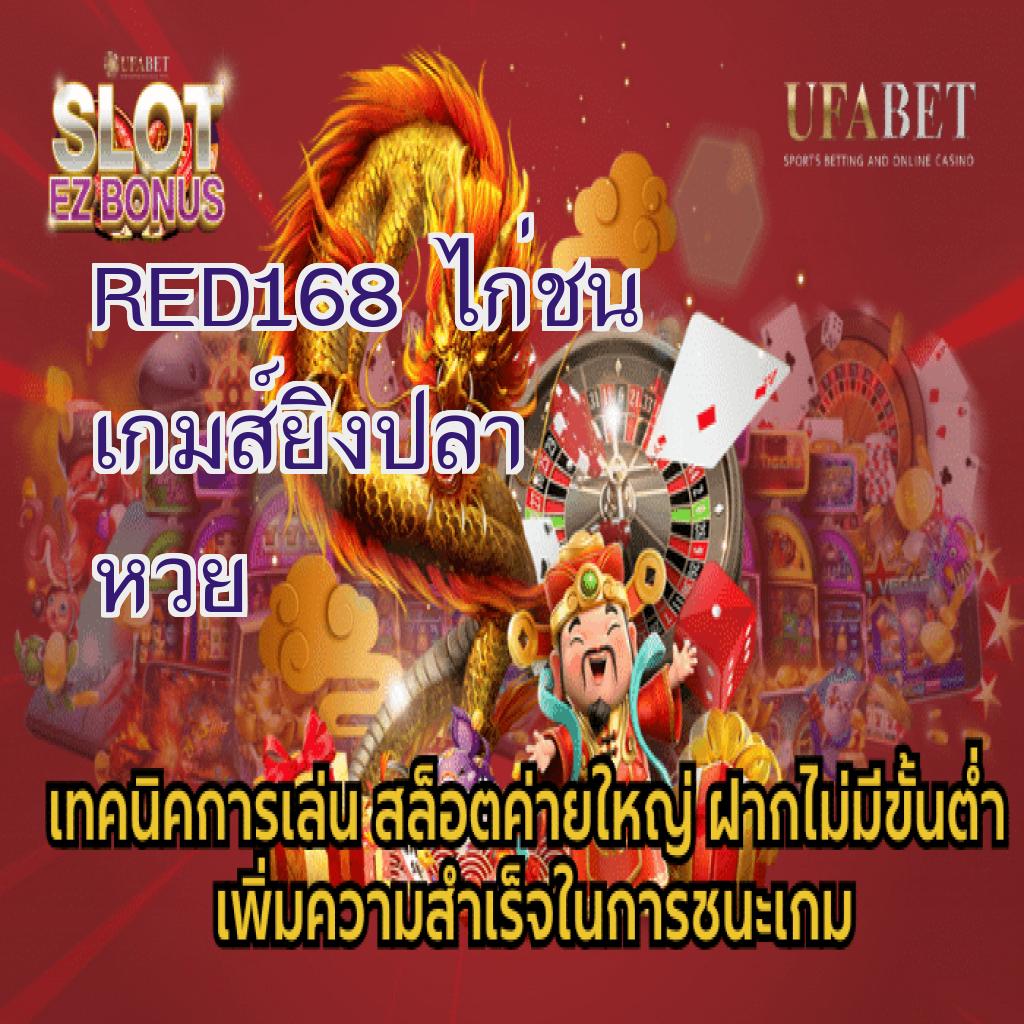 UFABET
SLOT
EZ BONUS
UFABET
SPORTS BETTING AND ONLINE CASINO
RED168 ไก่ชน
เกมส์ยิงปลา
หวย
เทคนิคการเล่น สล็อตค่ายใหญ่ ฝากไม่มีขั้นต่ำ
เพิ่มความสำเร็จในการชนะเกม